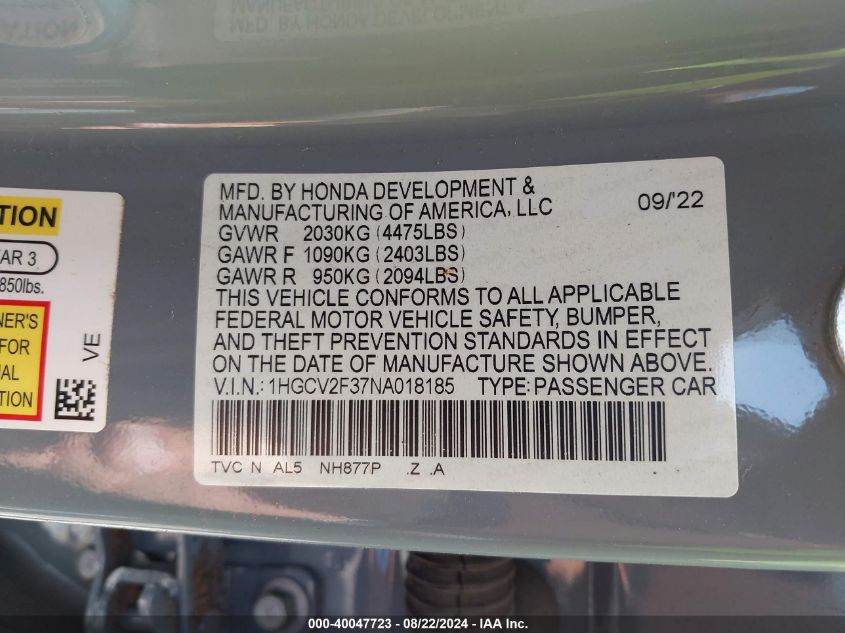 MFD. BY HONDA DEVELOPMENT &
MANUFACTURING OF AMERICA, LLC 09/'22
GVWR 2030KG (4475LBS)
GAWR F 1090KG (2403LBS)
GAWR R 950KG (2094LBS)
THIS VEHICLE CONFORMS TO ALL APPLICABLE
FEDERAL MOTOR VEHICLE SAFETY, BUMPER,
AND THEFT PREVENTION STANDARDS IN EFFECT
ON THE DATE OF MANUFACTURE SHOWN ABOVE.
V.I.N.: 1HGCV2F37NA018185 TYPE: PASSENGER CAR
TVC N AL5 NH877P .Z .A
TION
AR 3
850lbs.
NER'S
FOR
AL
TION
VE
000-40047723 - 08/22/2024 - IAA Inc.